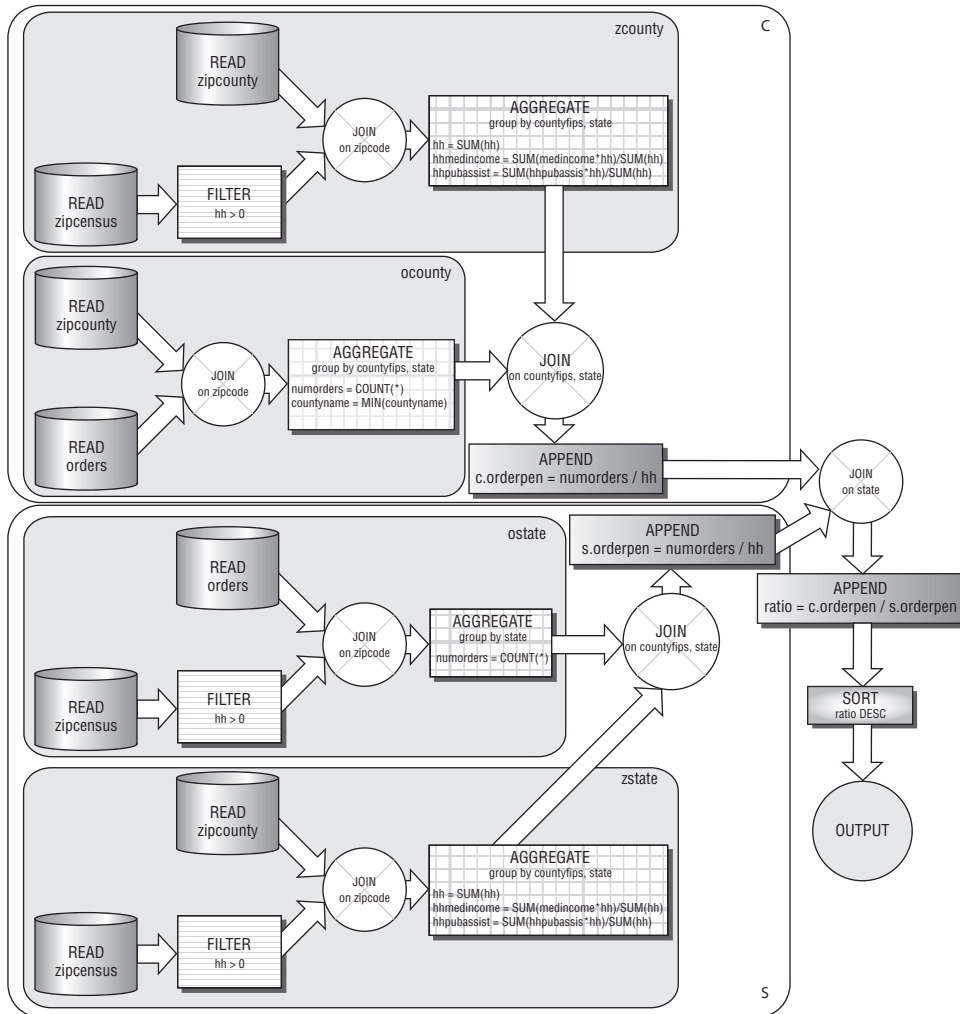 zcounty
C
READ
zipcounty
JOIN
on zipcode
AGGREGATE
group by countyfips, state
hh = SUM(hh)
hhmedincome = SUM(medincome*hh)/SUM(hh)
hhpubassist = SUM(hhpubassis*hh)/SUM(hh)
READ
zipcensus
FILTER
hh > 0
ocounty
READ
zipcounty
JOIN
on zipcode
AGGREGATE
group by countyfips, state
numorders = COUNT(*)
countyname = MIN(countyname)
JOIN
on countyfips, state
READ
orders
APPEND
c.orderpen = numorders / hh
JOIN
on state
ostate
APPEND
s.orderpen = numorders / hh
READ
orders
APPEND
ratio = c.orderpen / s.orderpen
JOIN
on zipcode
AGGREGATE
group by state
numorders = COUNT(*)
JOIN
on countyfips, state
READ
zipcensus
FILTER
hh > 0
SORT
ratio DESC
zstate
READ
zipcounty
OUTPUT
JOIN
on zipcode
AGGREGATE
group by countyfips, state
hh = SUM(hh)
hhmedincome = SUM(medincome*hh)/SUM(hh)
hhpubassist = SUM(hhpubassis*hh)/SUM(hh)
READ
zipcensus
FILTER
hh > 0
S